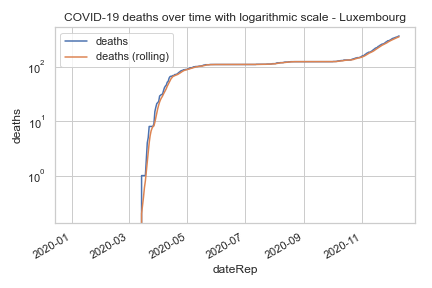 COVID-19 deaths over time with logarithmic scale - Luxembourg
deaths
deaths (rolling)
10²
10¹
10⁰
deaths
2020-01
2020-03
2020-05
2020-07
2020-09
2020-11
dateRep